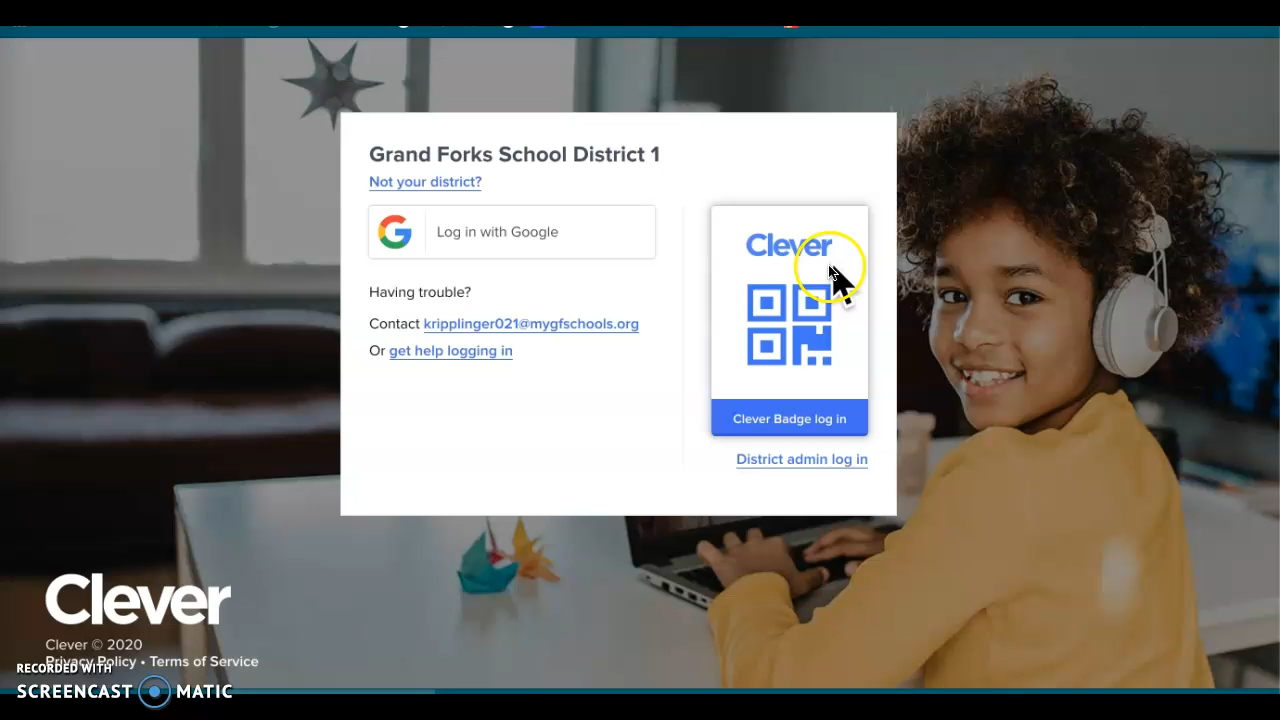 Grand Forks School District 1
Not your district?
Log in with Google
Having trouble?
Contact kripplinger021@mygfschools.org
Or get help logging in
Clever
Clever Badge log in
District admin log in
Clever
Clever © 2020
Privacy Policy • Terms of Service
RECORDED WITH
SCREENCAST MATIC